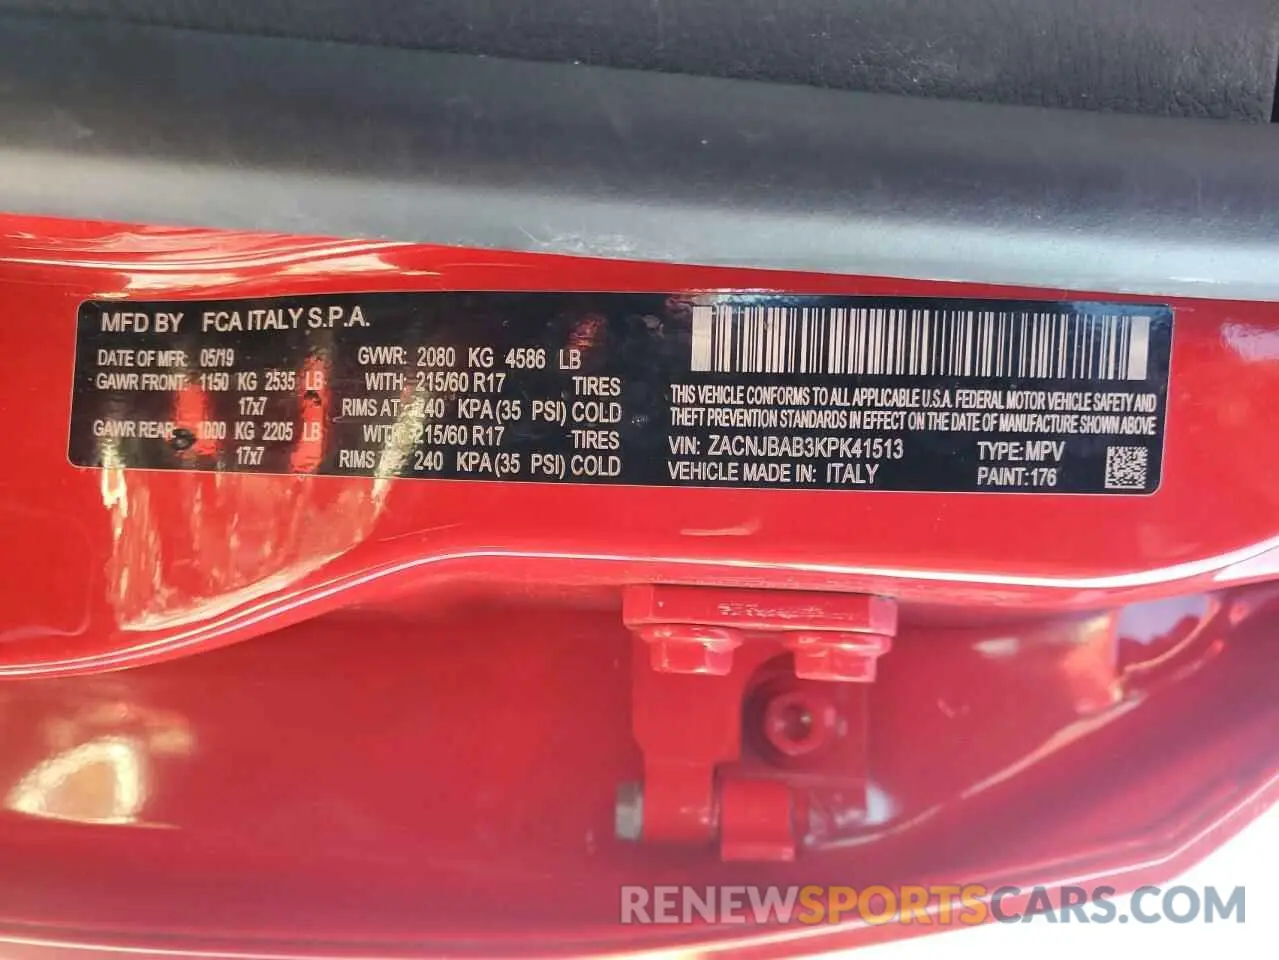 MFD BY FCA ITALY S.P.A.
DATE OF MFR: 05/19 GVWR: 2080 KG 4586 LB
GAWR FRONT: 1150 KG 2535 LB WITH: 215/60 R17 TIRES
17x7 RIMS AT: 240 KPA (35 PSI) COLD
GAWR REAR: 1000 KG 2205 LB WITH: 215/60 R17 TIRES
17x7 RIMS AT: 240 KPA (35 PSI) COLD
THIS VEHICLE CONFORMS TO ALL APPLICABLE U.S.A. FEDERAL MOTOR VEHICLE SAFETY AND
THEFT PREVENTION STANDARDS IN EFFECT ON THE DATE OF MANUFACTURE SHOWN ABOVE
VIN: ZACNJBAB3KPK41513 TYPE: MPV
VEHICLE MADE IN: ITALY PAINT: 176
RENEWSPORTSCARS.COM